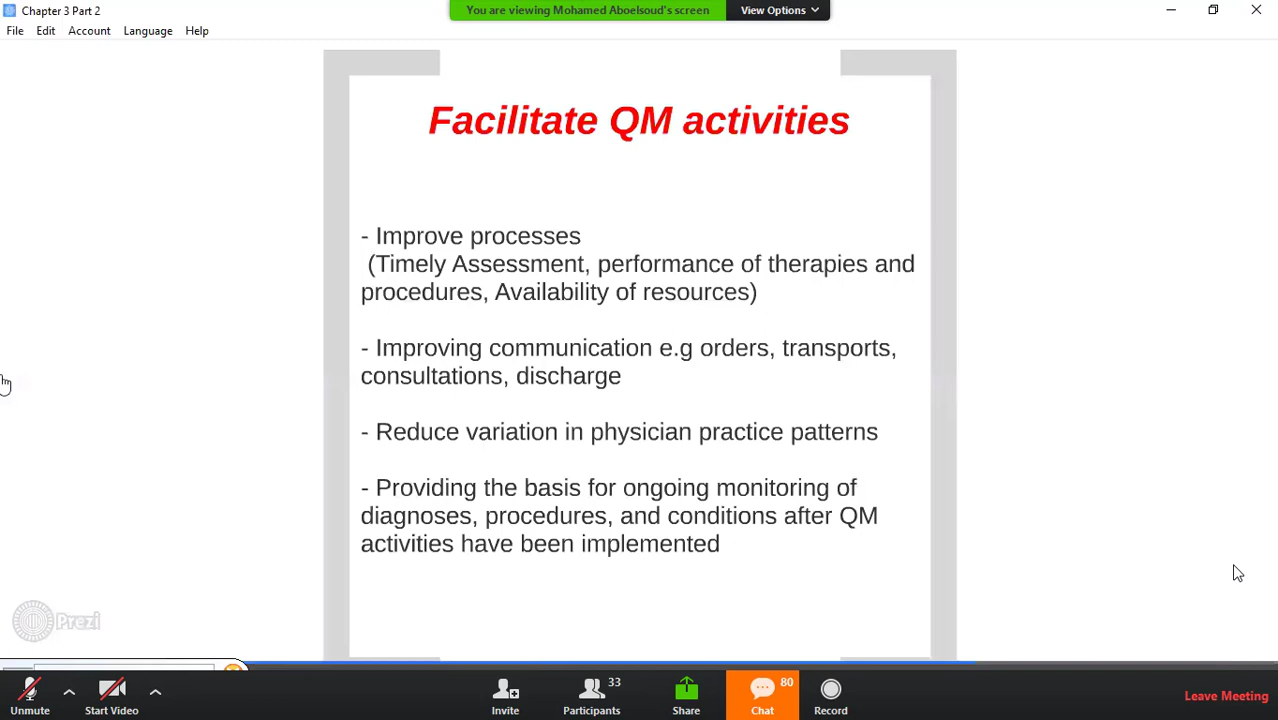 Chapter 3 Part 2
You are viewing Mohamed Aboelsoud's screen
View Options
File Edit Account Language Help
Facilitate QM activities
- Improve processes
(Timely Assessment, performance of therapies and
procedures, Availability of resources)
- Improving communication e.g orders, transports,
consultations, discharge
- Reduce variation in physician practice patterns
- Providing the basis for ongoing monitoring of
diagnoses, procedures, and conditions after QM
activities have been implemented
Prezi
33
80
Unmute
Start Video
Invite
Participants
Share
Chat
Record
Leave Meeting